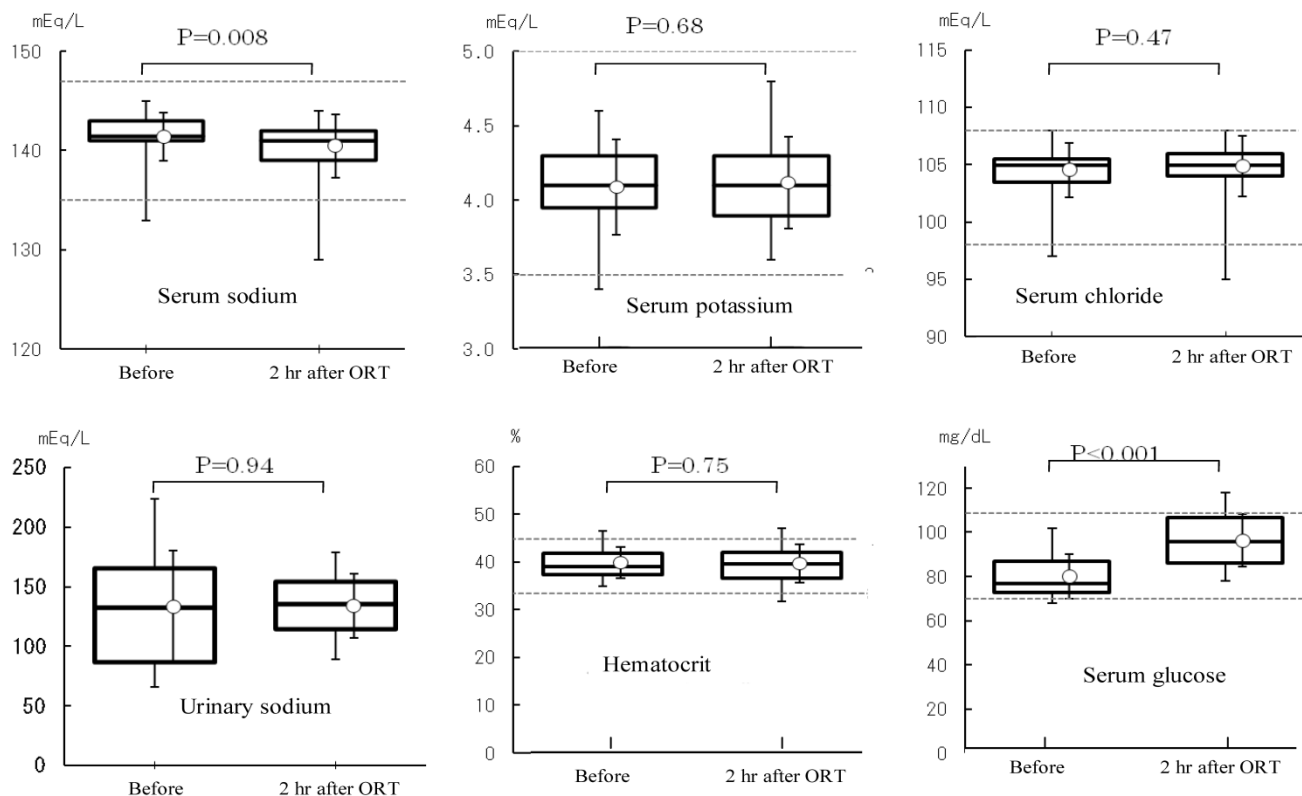 mEq/L
P=0.008
150
140
130
120
Serum sodium
Before
2 hr after ORT
mEq/L
P=0.68
5.0
4.5
4.0
3.5
3.0
Serum potassium
Before
2 hr after ORT
mEq/L
P=0.47
115
110
105
100
95
90
Serum chloride
Before
2 hr after ORT
mEq/L
P=0.94
250
200
150
100
50
0
Urinary sodium
Before
2 hr after ORT
%
P=0.75
60
50
40
30
20
10
0
Hematocrit
Before
2 hr after ORT
mg/dL
P<0.001
120
100
80
60
40
20
0
Serum glucose
Before
2 hr after ORT